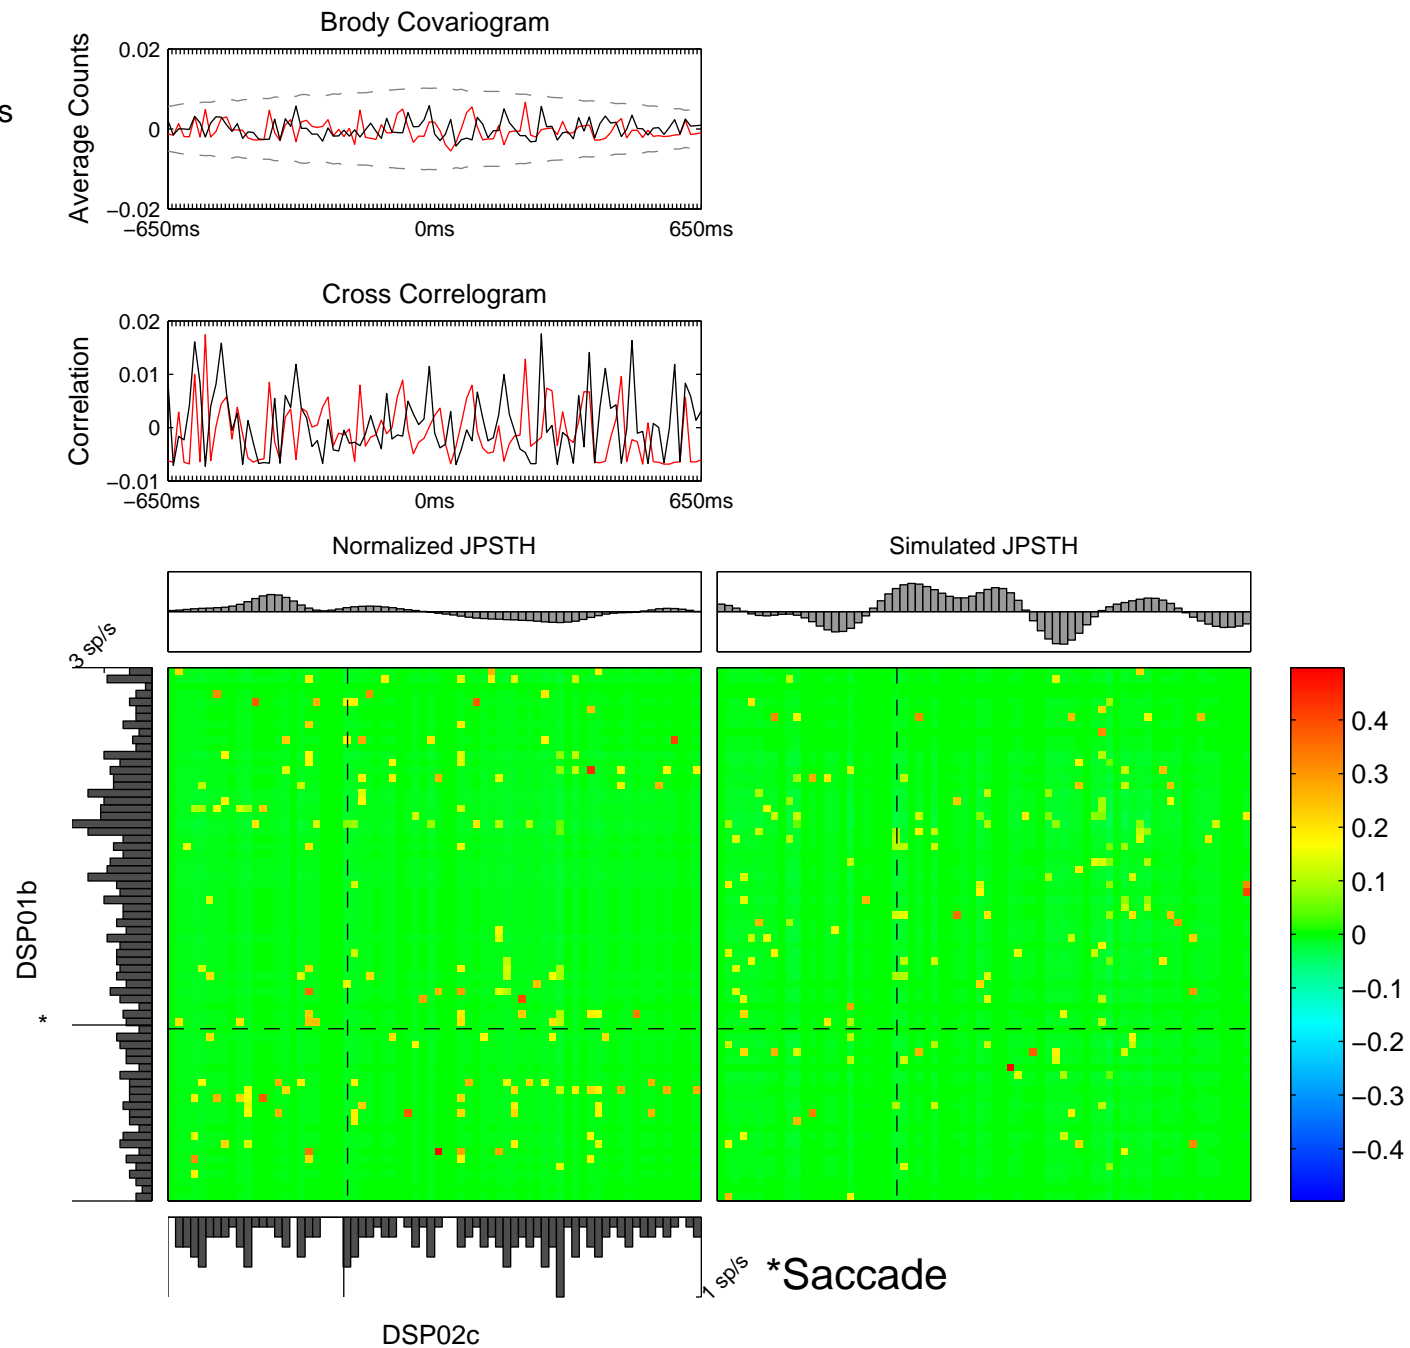 Brody Covariogram
s
Average Counts
0.02
0
−0.02
−650ms
0ms
650ms
Cross Correlogram
Correlation
0.02
0.01
0
−0.01
−650ms
0ms
650ms
Normalized JPSTH
Simulated JPSTH
3 sp/s
DSP01b
*
0.4
0.3
0.2
0.1
0
−0.1
−0.2
−0.3
−0.4
1 sp/s
*Saccade
DSP02c